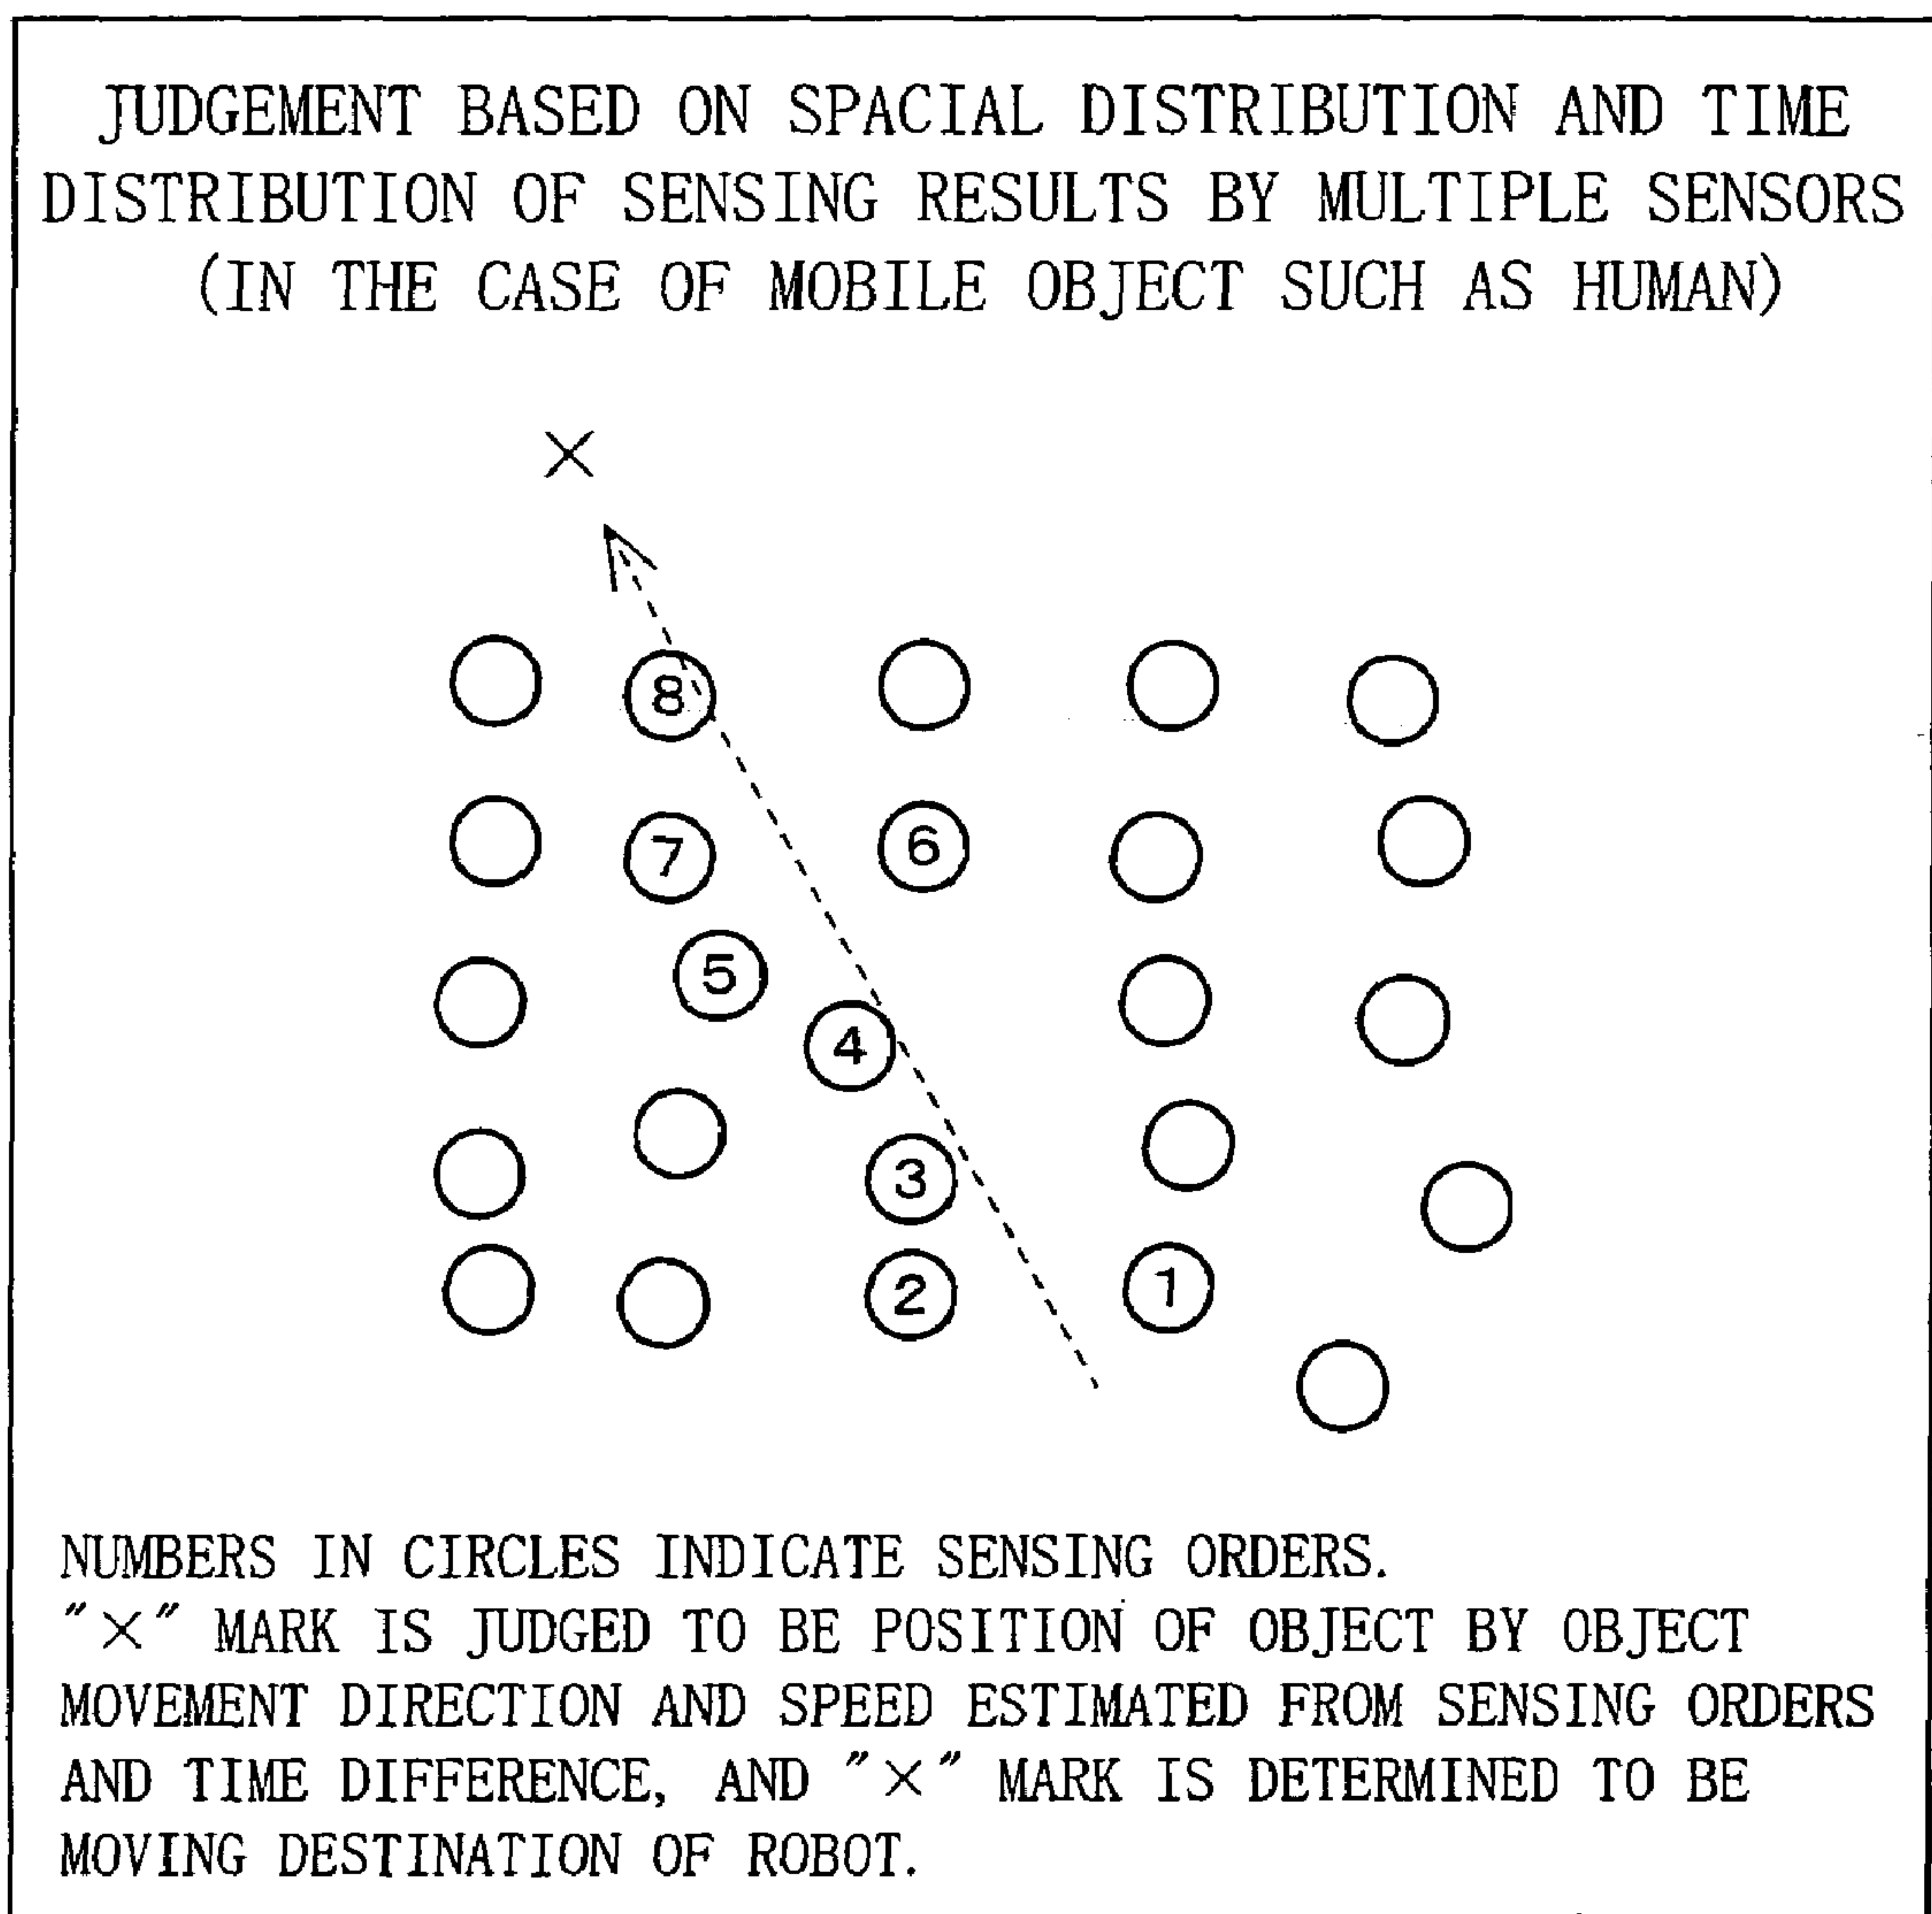 JUDGEMENT BASED ON SPACIAL DISTRIBUTION AND TIME
DISTRIBUTION OF SENSING RESULTS BY MULTIPLE SENSORS
(IN THE CASE OF MOBILE OBJECT SUCH AS HUMAN)
×
8
7 6
5
4
3
2 1
NUMBERS IN CIRCLES INDICATE SENSING ORDERS.
"×" MARK IS JUDGED TO BE POSITION OF OBJECT BY OBJECT
MOVEMENT DIRECTION AND SPEED ESTIMATED FROM SENSING ORDERS
AND TIME DIFFERENCE, AND "×" MARK IS DETERMINED TO BE
MOVING DESTINATION OF ROBOT.